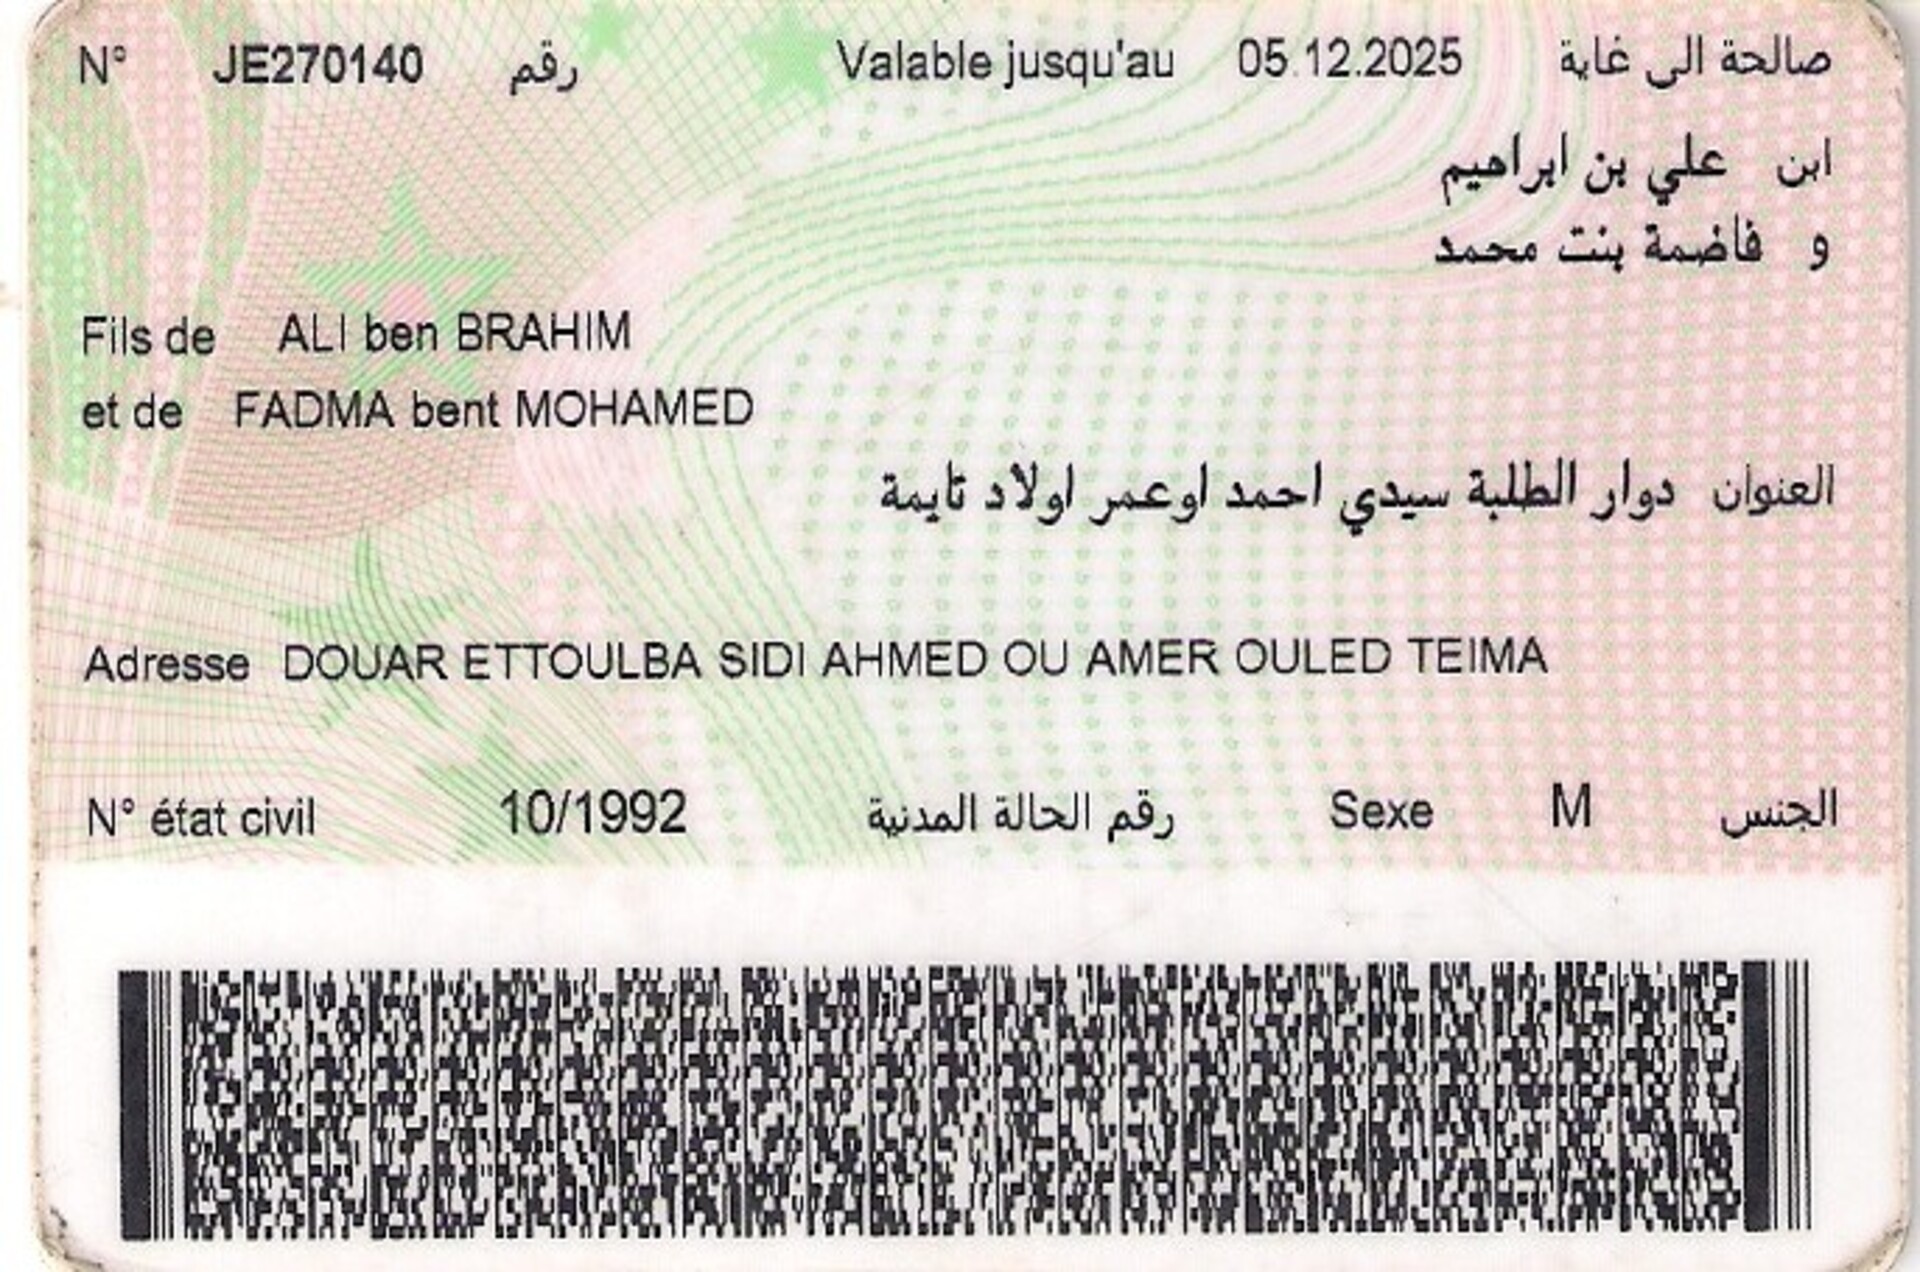 N° JE270140 رقم Valable jusqu'au 05.12.2025 صالحة الى غاية
ابن علي بن ابراهيم
و فاضمة بنت محمد
Fils de ALI ben BRAHIM
et de FADMA bent MOHAMED
العنوان دوار الطلبة سيدي احمد اوعمر اولاد تايمة
Adresse DOUAR ETTOULBA SIDI AHMED OU AMER OULED TEIMA
N° état civil 10/1992 رقم الحالة المدنية Sexe M الجنس